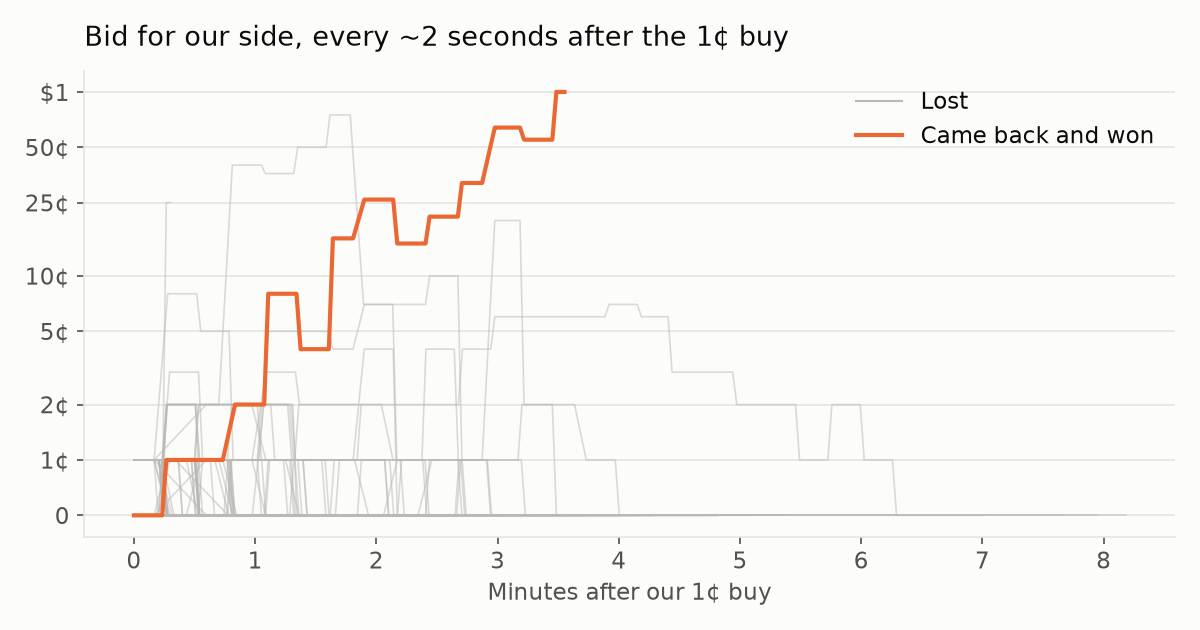 Bid for our side, every ~2 seconds after the 1¢ buy
$1
50¢
25¢
10¢
5¢
2¢
1¢
0
Lost
Came back and won
0 1 2 3 4 5 6 7 8
Minutes after our 1¢ buy